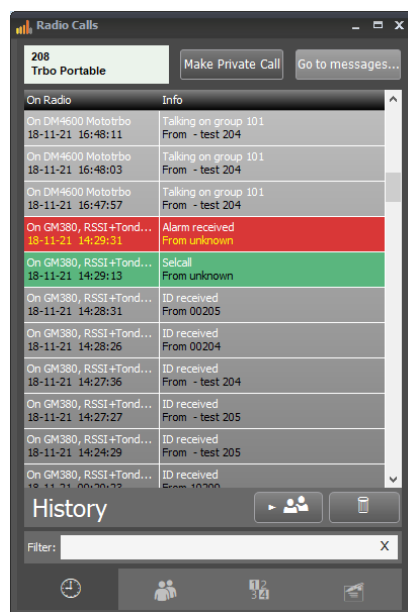 Radio Calls
208
Trbo Portable
Make Private Call
Go to messages...
On Radio Info
On DM4600 Mototrbo Talking on group 101
18-11-21 16:48:11 From - test 204
On DM4600 Mototrbo Talking on group 101
18-11-21 16:48:03 From - test 204
On DM4600 Mototrbo Talking on group 101
18-11-21 16:47:57 From - test 204
On GM380, RSSI+Tond... Alarm received
18-11-21 14:29:31 From unknown
On GM380, RSSI+Tond... Selcall
18-11-21 14:29:13 From unknown
On GM380, RSSI+Tond... ID received
18-11-21 14:28:31 From 00205
On GM380, RSSI+Tond... ID received
18-11-21 14:28:26 From 00204
On GM380, RSSI+Tond... ID received
18-11-21 14:27:36 From - test 204
On GM380, RSSI+Tond... ID received
18-11-21 14:27:27 From - test 205
On GM380, RSSI+Tond... ID received
18-11-21 14:24:29 From - test 205
On GM380, RSSI+Tond... ID received
History
Filter: X
1 2
3 4